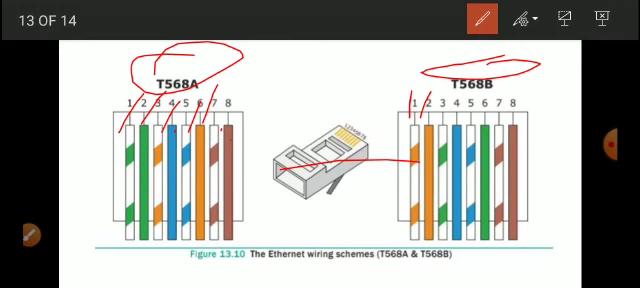 13 OF 14
T568A
T568B
1 2 3 4 5 6 7 8
1 2 3 4 5 6 7 8
12345678
Figure 13.10 The Ethernet wiring schemes (T568A & T568B)